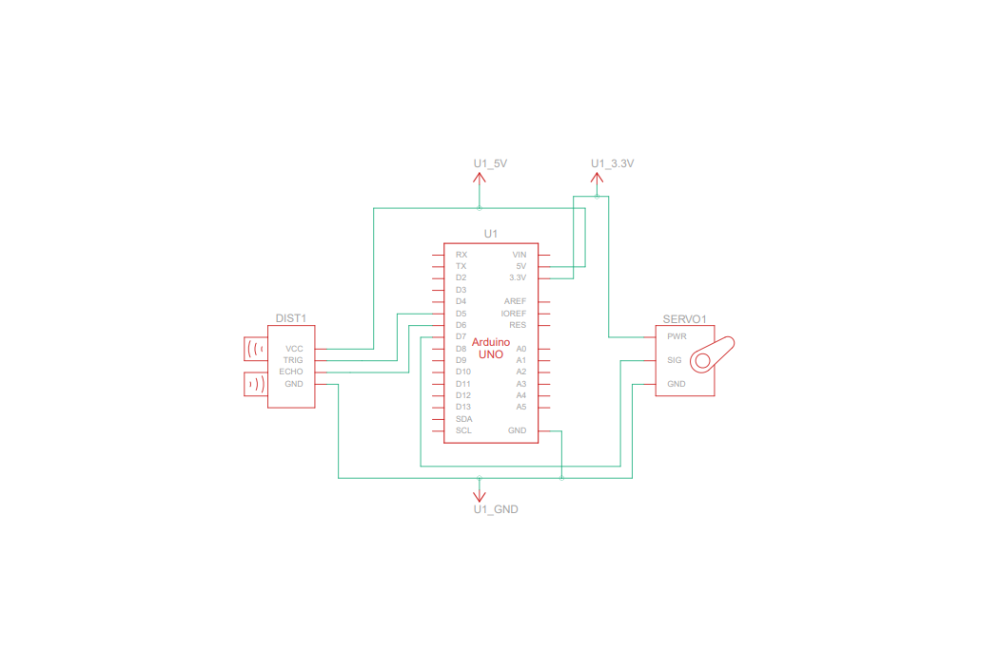 U1_5V
U1_3.3V
U1
RX
TX
D2
D3
D4
D5
D6
D7
D8
D9
D10
D11
D12
D13
SDA
SCL
VIN
5V
3.3V
AREF
IOREF
RES
A0
A1
A2
A3
A4
A5
GND
Arduino
UNO
DIST1
VCC
TRIG
ECHO
GND
SERVO1
PWR
SIG
GND
U1_GND